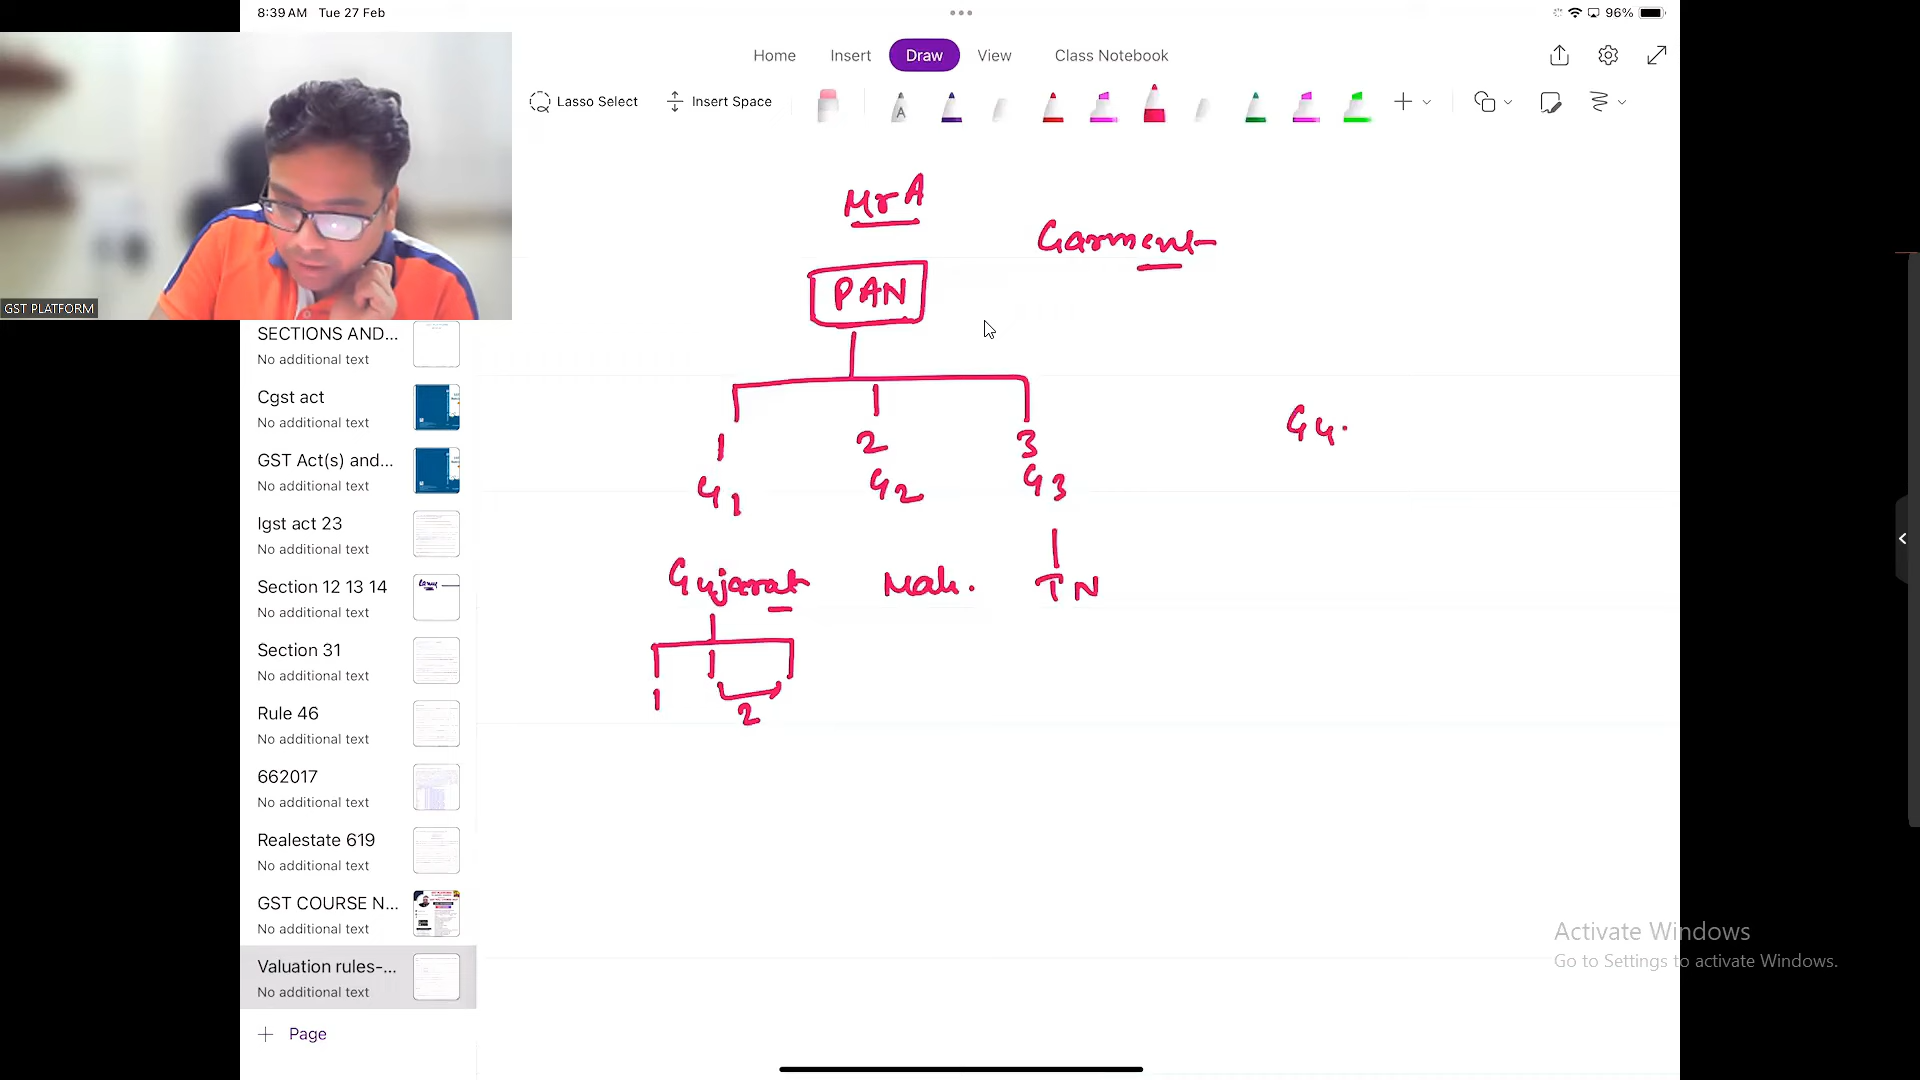 8:39 AM Tue 27 Feb
96%
Home Insert Draw View Class Notebook
Lasso Select Insert Space
A
GST PLATFORM
SECTIONS AND...
No additional text
Cgst act
No additional text
GST Act(s) and...
No additional text
Igst act 23
No additional text
Section 12 13 14
No additional text
Section 31
No additional text
Rule 46
No additional text
662017
No additional text
Realestate 619
No additional text
GST COURSE N...
No additional text
Valuation rules-...
No additional text
Page
Mr A
Garment
PAN
1 2 3
G1 G2 G3
Gu.
Gujarat Mah. TN
1 2
Activate Windows
Go to Settings to activate Windows.